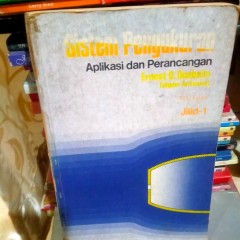 Sistem Pengukuran
Aplikasi dan Perancangan
Ernest O. Doebelin
Jilid-1